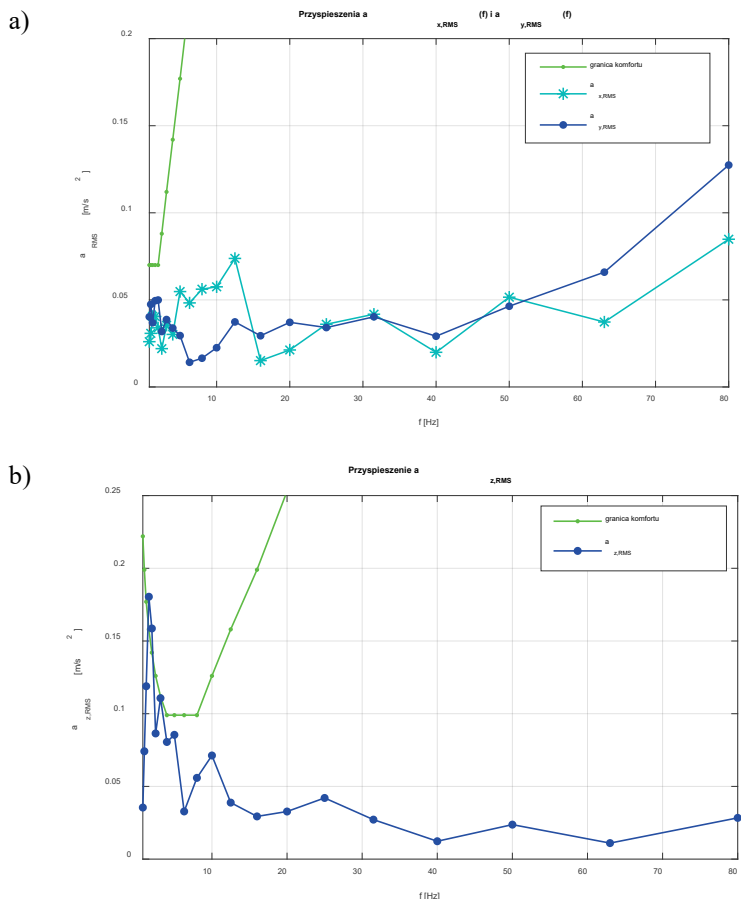 a)
Przyspieszenia a x,RMS (f) i a y,RMS (f)
0.2
0.15
0.1
0.05
0
a RMS [m/s 2 ]
granica komfortu
a x,RMS
a y,RMS
10 20 30 40 50 60 70 80
f [Hz]
b)
Przyspieszenie a z,RMS
0.25
0.2
0.15
0.1
0.05
0
a z,RMS [m/s 2 ]
granica komfortu
a z,RMS
10 20 30 40 50 60 70 80
f [Hz]